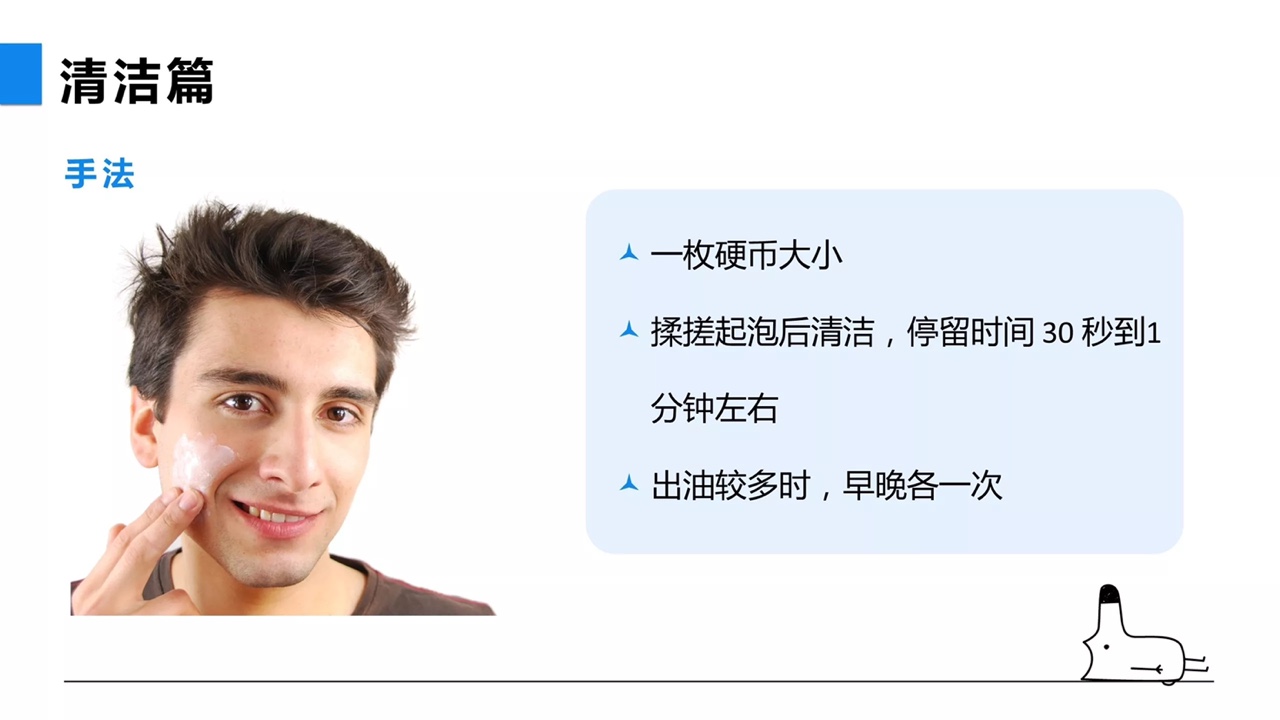 清洁篇
手法
一枚硬币大小
揉搓起泡后清洁，停留时间 30 秒到1
分钟左右
出油较多时，早晚各一次